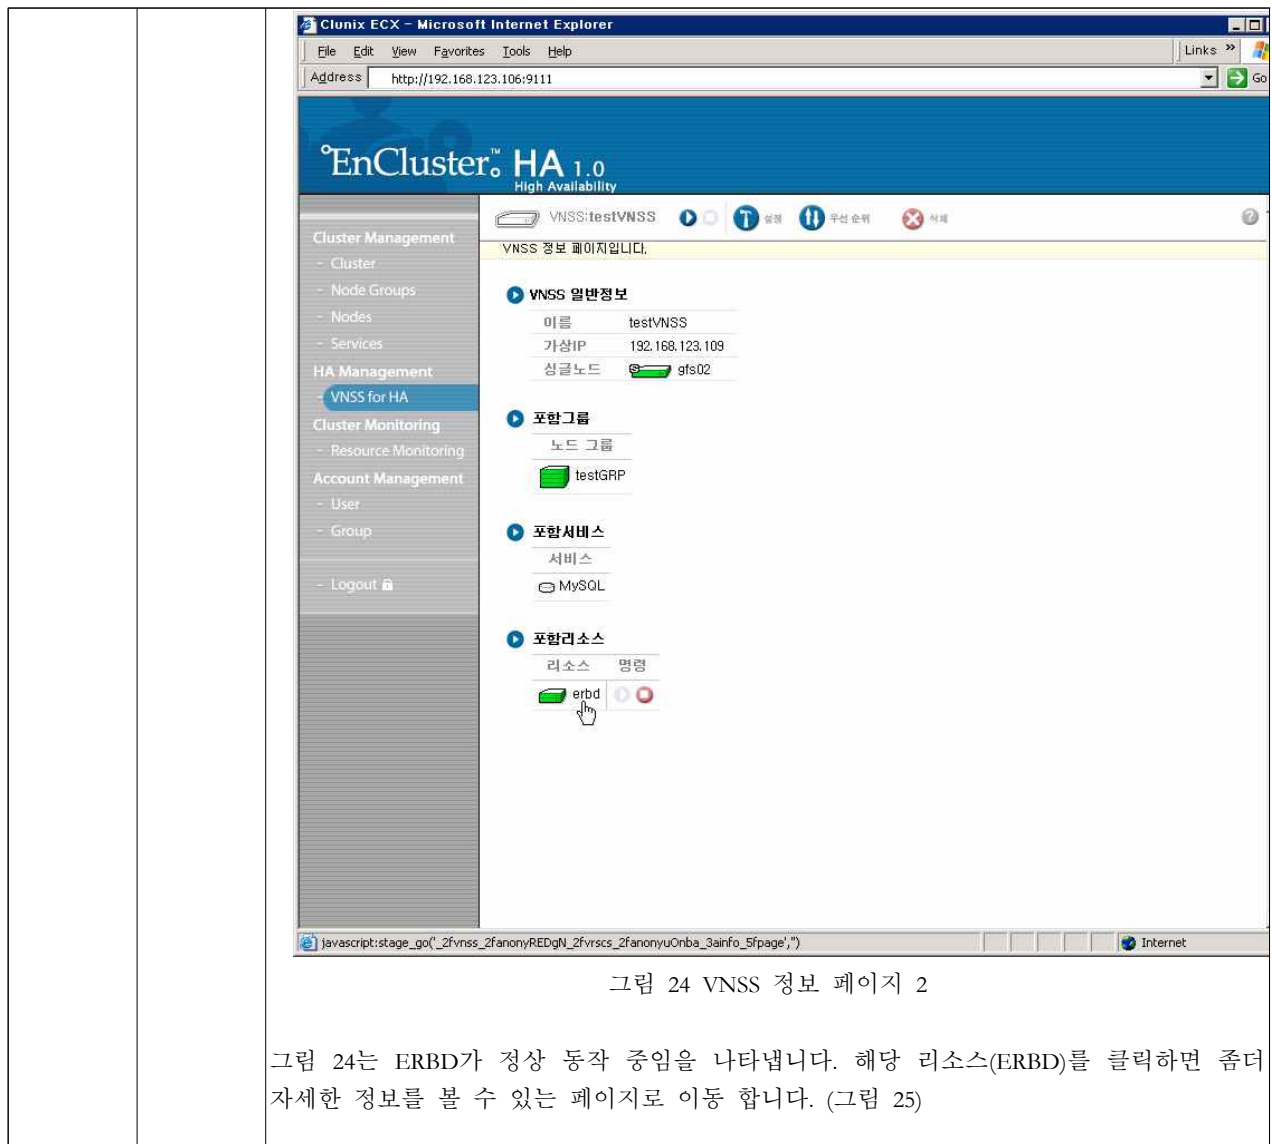 Clunix ECX - Microsoft Internet Explorer
File Edit View Favorites Tools Help Links »
Address http://192.168.123.106:9111 Go
°EnCluster™ HA 1.0
High Availability
VNSS:testVNSS 설정 우선 순위 삭제
VNSS 정보 페이지입니다.
Cluster Management
- Cluster
- Node Groups
- Nodes
- Services
HA Management
- VNSS for HA
Cluster Monitoring
- Resource Monitoring
Account Management
- User
- Group
- Logout
VNSS 일반정보
이름 testVNSS
가상IP 192.168.123.109
싱글노드 gfs02
포함그룹
노드 그룹
testGRP
포함서비스
서비스
MySQL
포함리소스
리소스 명령
erbd
javascript:stage_go('_2fvnss_2fanonyREDgN_2fvrscs_2fanonyuOnba_3ainfo_5fpage','') Internet
그림 24 VNSS 정보 페이지 2
그림 24는 ERBD가 정상 동작 중임을 나타냅니다. 해당 리소스(ERBD)를 클릭하면 좀더
자세한 정보를 볼 수 있는 페이지로 이동 합니다. (그림 25)